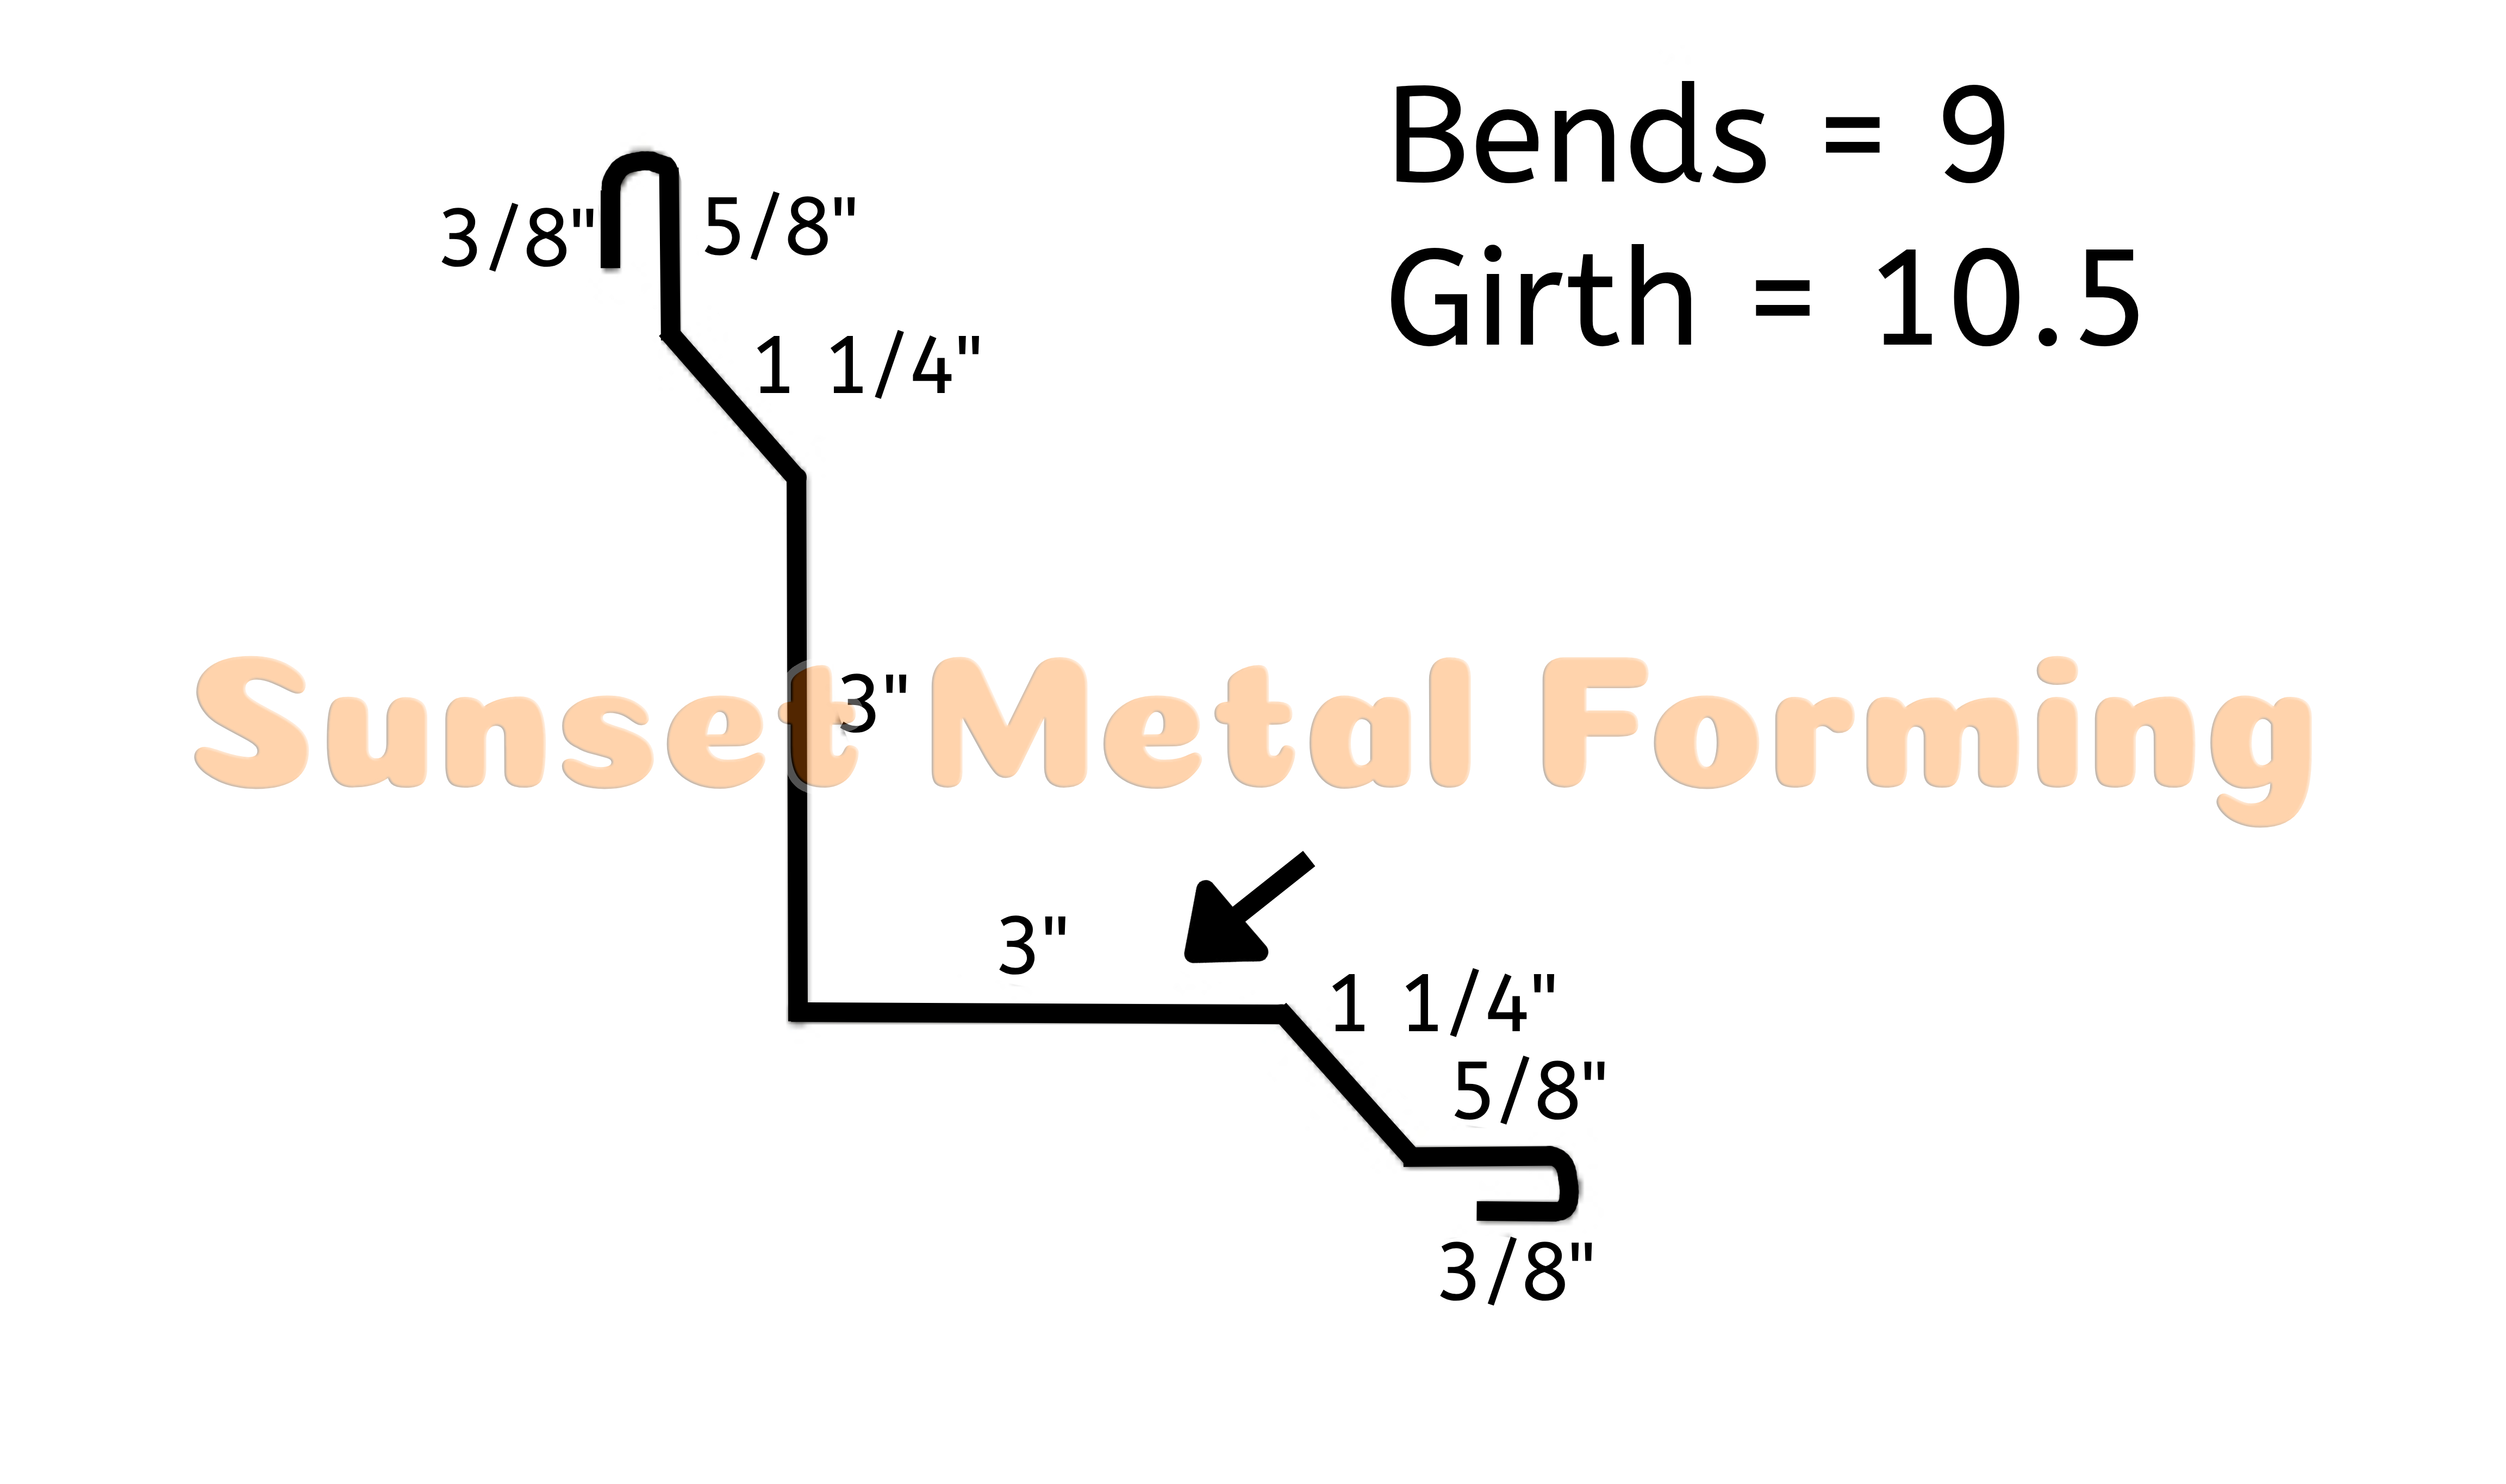 Bends = 9
Girth = 10.5
3/8"
5/8"
1 1/4"
3"
Sunset Metal Forming
3"
1 1/4"
5/8"
3/8"